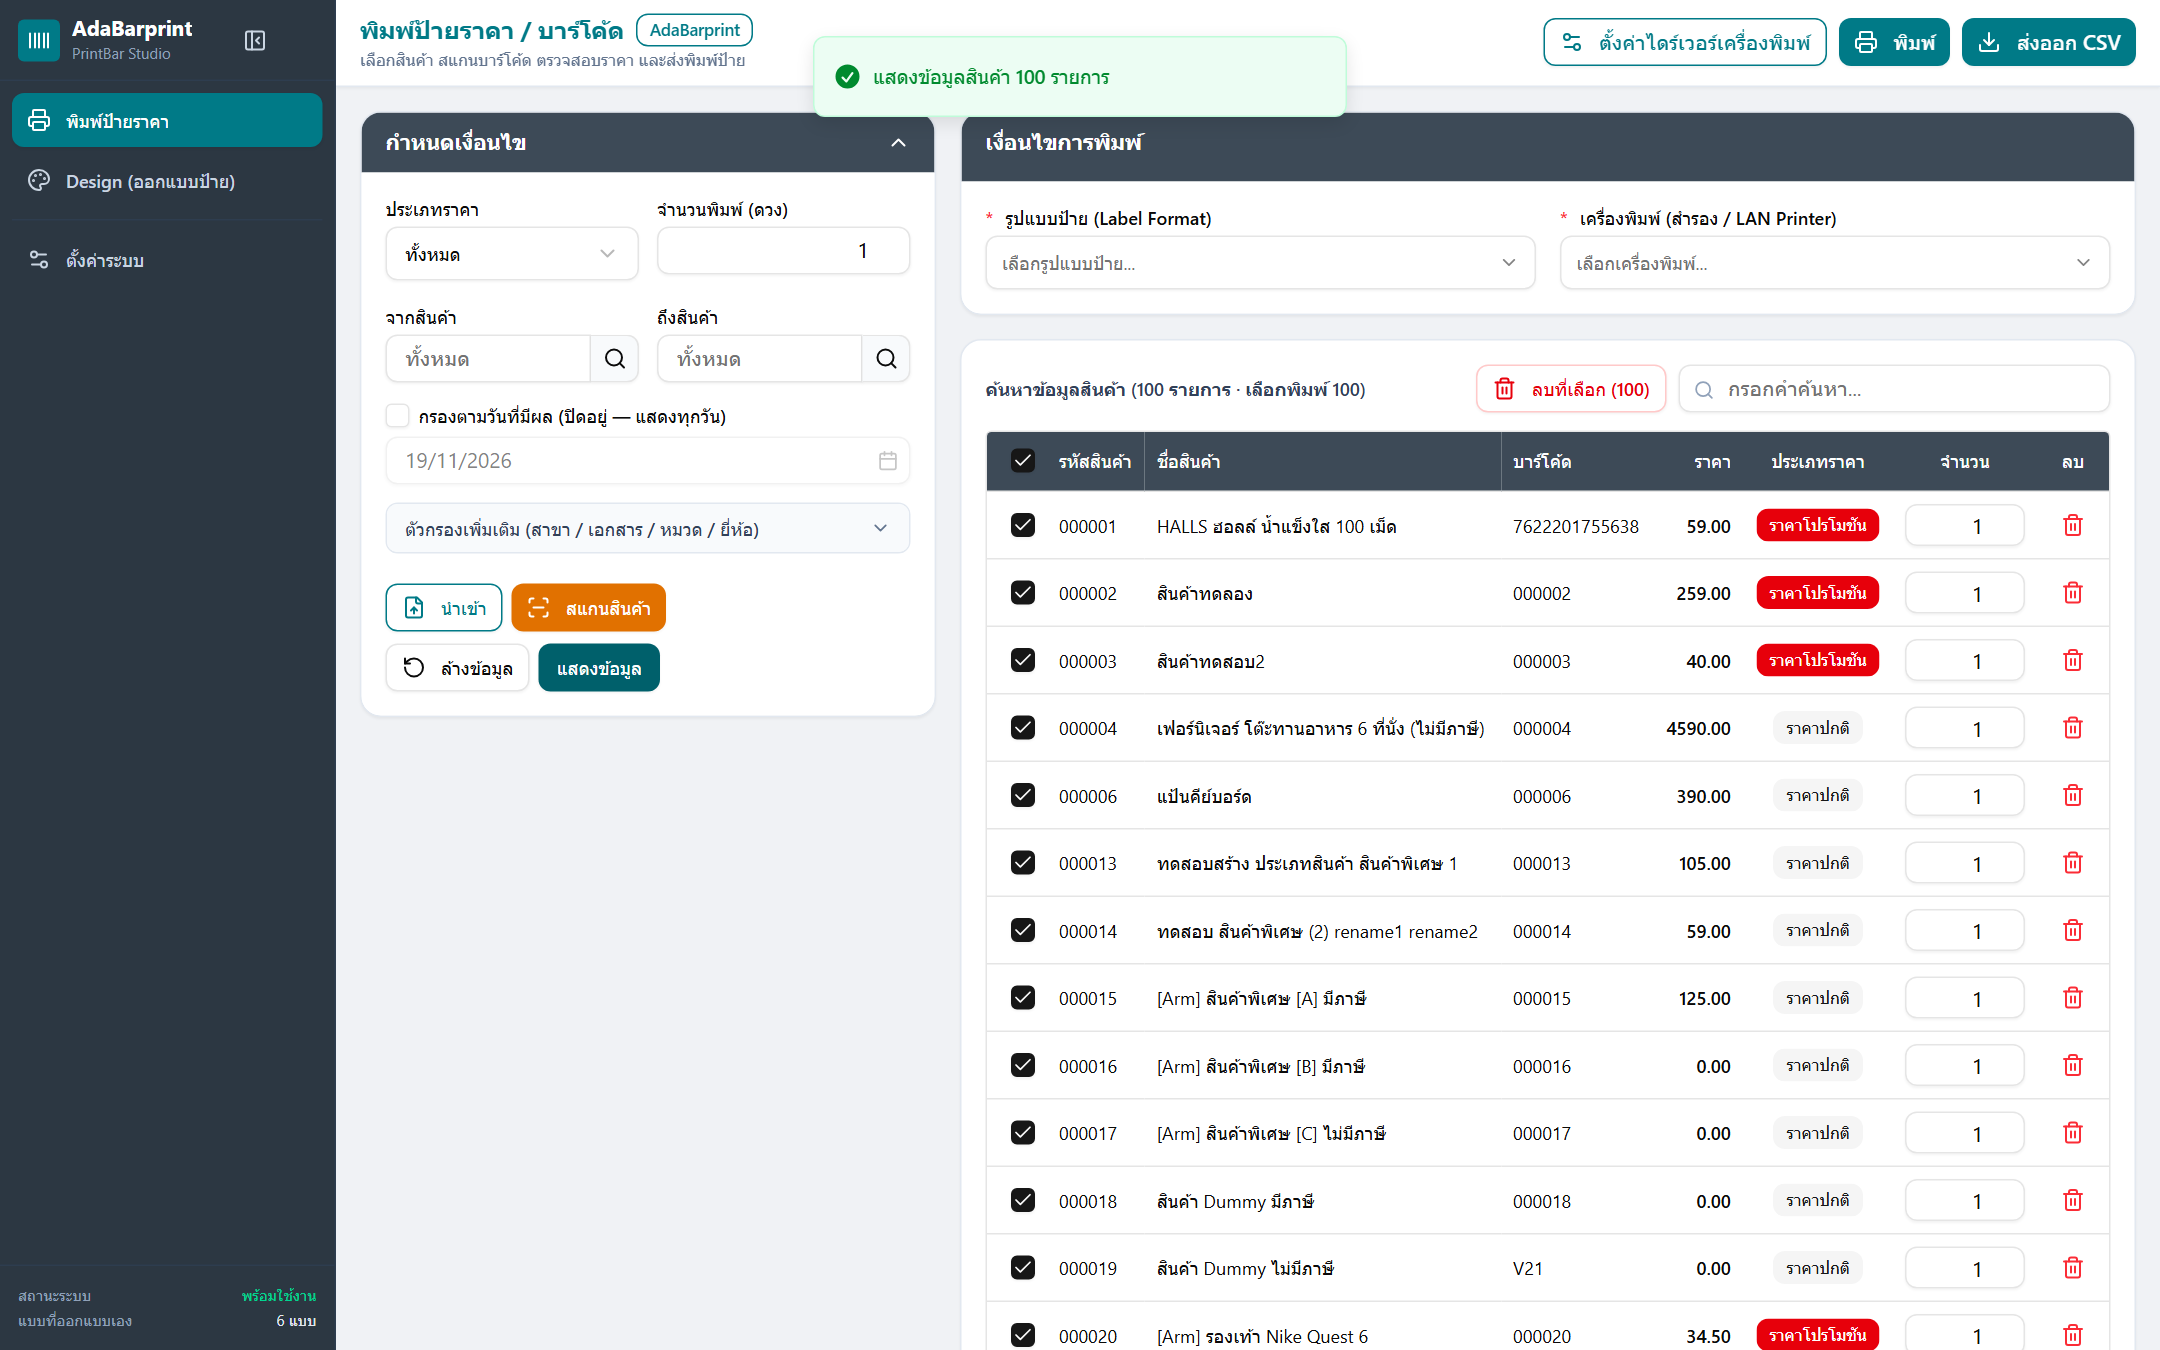 AdaBarprint
PrintBar Studio
พิมพ์ป้ายราคา
Design (ออกแบบป้าย)
ตั้งค่าระบบ
สถานะระบบ พร้อมใช้งาน
แบบที่ออกแบบเอง 6 แบบ
พิมพ์ป้ายราคา / บาร์โค้ด AdaBarprint
เลือกสินค้า สแกนบาร์โค้ด ตรวจสอบราคา และส่งพิมพ์ป้าย
แสดงข้อมูลสินค้า 100 รายการ
ตั้งค่าไดร์เวอร์เครื่องพิมพ์ พิมพ์ ส่งออก CSV
กำหนดเงื่อนไข
ประเภทราคา จำนวนพิมพ์ (ดวง)
ทั้งหมด 1
จากสินค้า ถึงสินค้า
ทั้งหมด ทั้งหมด
กรองตามวันที่มีผล (ปิดอยู่ — แสดงทุกวัน)
19/11/2026
ตัวกรองเพิ่มเติม (สาขา / เอกสาร / หมวด / ยี่ห้อ)
นำเข้า สแกนสินค้า
ล้างข้อมูล แสดงข้อมูล
เงื่อนไขการพิมพ์
* รูปแบบป้าย (Label Format) * เครื่องพิมพ์ (สำรอง / LAN Printer)
เลือกรูปแบบป้าย... เลือกเครื่องพิมพ์...
ค้นหาข้อมูลสินค้า (100 รายการ · เลือกพิมพ์ 100) ลบที่เลือก (100) กรอกคำค้นหา...
รหัสสินค้า ชื่อสินค้า บาร์โค้ด ราคา ประเภทราคา จำนวน ลบ
000001 HALLS ฮอลล์ น้ำแข็งใส 100 เม็ด 7622201755638 59.00 ราคาโปรโมชัน 1
000002 สินค้าทดลอง 000002 259.00 ราคาโปรโมชัน 1
000003 สินค้าทดสอบ2 000003 40.00 ราคาโปรโมชัน 1
000004 เฟอร์นิเจอร์ โต๊ะทานอาหาร 6 ที่นั่ง (ไม่มีภาษี) 000004 4590.00 ราคาปกติ 1
000006 แป้นคีย์บอร์ด 000006 390.00 ราคาปกติ 1
000013 ทดสอบสร้าง ประเภทสินค้า สินค้าพิเศษ 1 000013 105.00 ราคาปกติ 1
000014 ทดสอบ สินค้าพิเศษ (2) rename1 rename2 000014 59.00 ราคาปกติ 1
000015 [Arm] สินค้าพิเศษ [A] มีภาษี 000015 125.00 ราคาปกติ 1
000016 [Arm] สินค้าพิเศษ [B] มีภาษี 000016 0.00 ราคาปกติ 1
000017 [Arm] สินค้าพิเศษ [C] ไม่มีภาษี 000017 0.00 ราคาปกติ 1
000018 สินค้า Dummy มีภาษี 000018 0.00 ราคาปกติ 1
000019 สินค้า Dummy ไม่มีภาษี V21 0.00 ราคาปกติ 1
000020 [Arm] รองเท้า Nike Quest 6 000020 34.50 ราคาโปรโมชัน 1